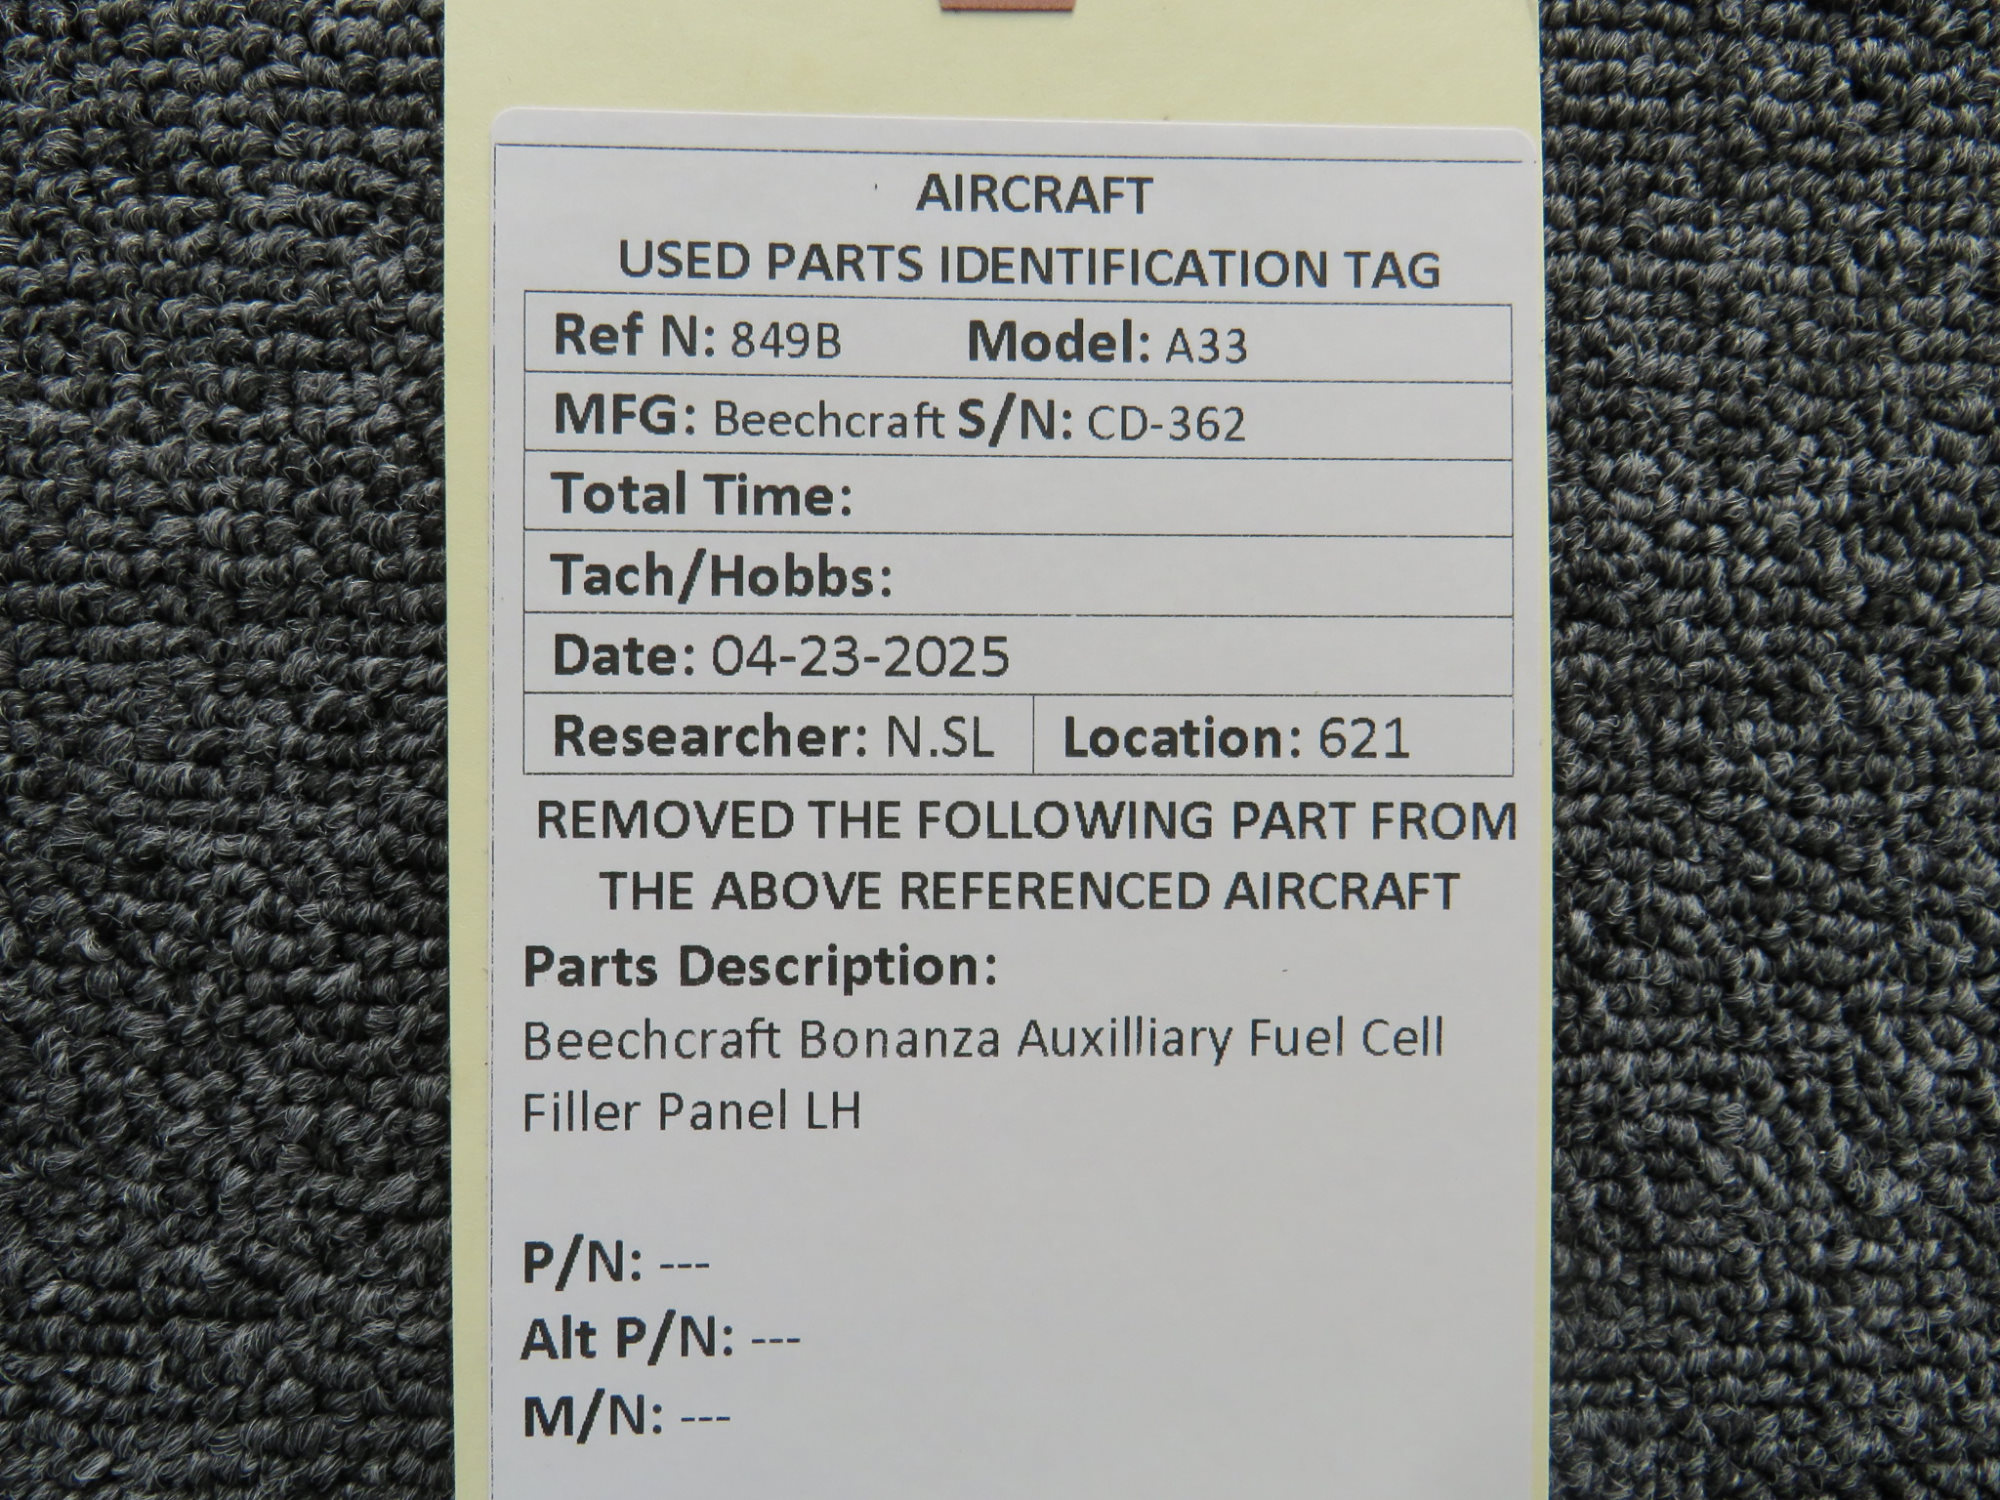 AIRCRAFT
USED PARTS IDENTIFICATION TAG
Ref N: 849B Model: A33
MFG: Beechcraft S/N: CD-362
Total Time:
Tach/Hobbs:
Date: 04-23-2025
Researcher: N.SL Location: 621
REMOVED THE FOLLOWING PART FROM
THE ABOVE REFERENCED AIRCRAFT
Parts Description:
Beechcraft Bonanza Auxilliary Fuel Cell
Filler Panel LH
P/N: ---
Alt P/N: ---
M/N: ---